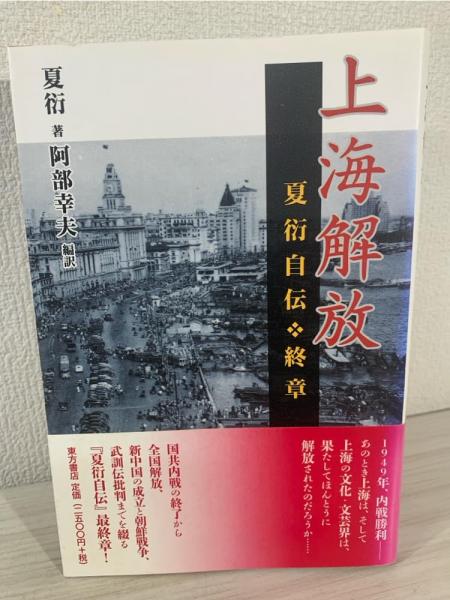 上海解放
夏衍自伝❖終章
夏衍 著
阿部幸夫 編訳
1949年、内戦勝利——
あのとき上海は、そして
上海の文化・文芸界は、
果たしてほんとうに
解放されたのだろうか……
国共内戦の終了から
全国解放、
新中国の成立と朝鮮戦争、
武訓伝批判までを綴る
『夏衍自伝』最終章！
東方書店 定価（二五〇〇円＋税）